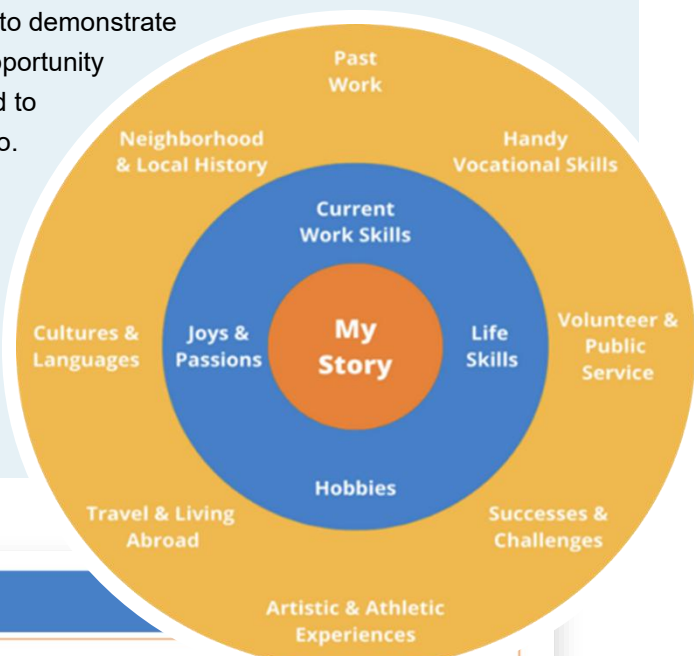 to demonstrate
to
Past
Work
Neighborhood
& Local History
Handy
Vocational Skills
Current
Work Skills
Cultures &
Languages
Joys &
Passions
My
Story
Life
Skills
Volunteer &
Public
Service
Hobbies
Travel & Living
Abroad
Successes &
Challenges
Artistic & Athletic
Experiences